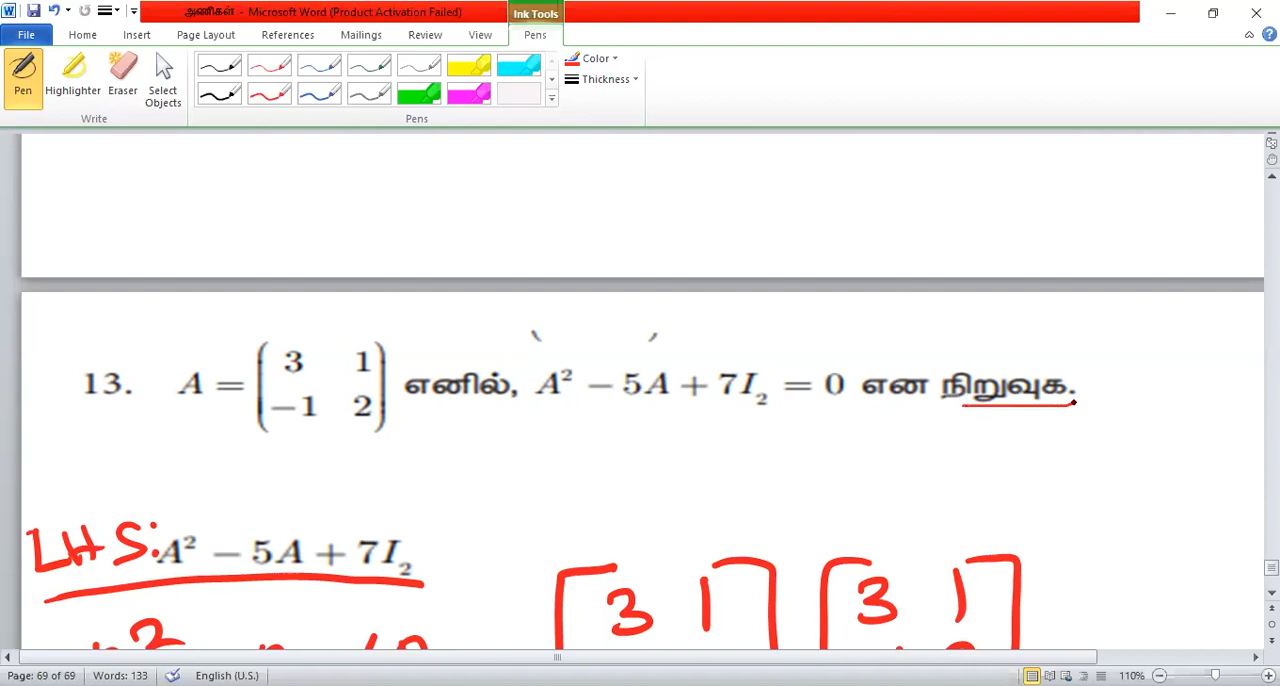 அணிகள் - Microsoft Word (Product Activation Failed)
Ink Tools
File Home Insert Page Layout References Mailings Review View Pens
Pen Highlighter Eraser Select Objects
Color
Thickness
Write Pens
13. A = ( 3 1 ; −1 2 ) எனில், A² − 5A + 7I₂ = 0 என நிறுவுக.
LHS: A² − 5A + 7I₂
3 1 3 1
Page: 69 of 69 Words: 133 English (U.S.) 110%